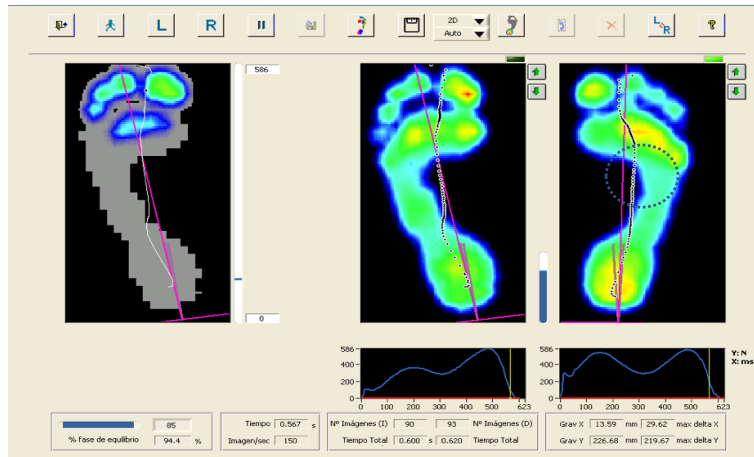 L R 2D
Auto
L R ?
586
0
586
400
200
0
0 100 200 300 400 500 623
586
400
200
0
0 100 200 300 400 500 623
Y: N
X: ms
85
% fase de equilibrio 94.4 %
Tiempo 0.567 s
Imagen/sec 150
Nº Imágenes (I) 90 93 Nº Imágenes (D)
Tiempo Total 0.600 s 0.620 Tiempo Total
Grav X 13.59 mm 29.62 max delta X
Grav Y 226.68 mm 219.67 max delta Y